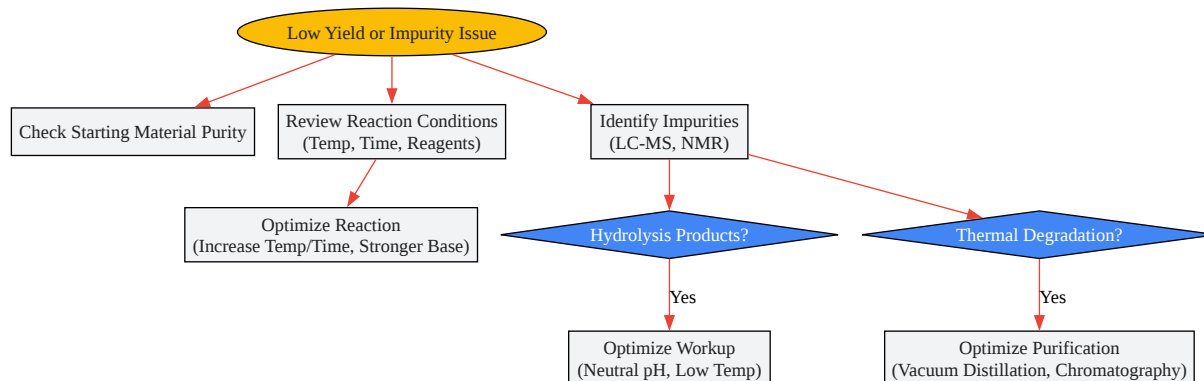 Low Yield or Impurity Issue
Check Starting Material Purity
Review Reaction Conditions
(Temp, Time, Reagents)
Identify Impurities
(LC-MS, NMR)
Optimize Reaction
(Increase Temp/Time, Stronger Base)
Hydrolysis Products?
Thermal Degradation?
Yes
Yes
Optimize Workup
(Neutral pH, Low Temp)
Optimize Purification
(Vacuum Distillation, Chromatography)